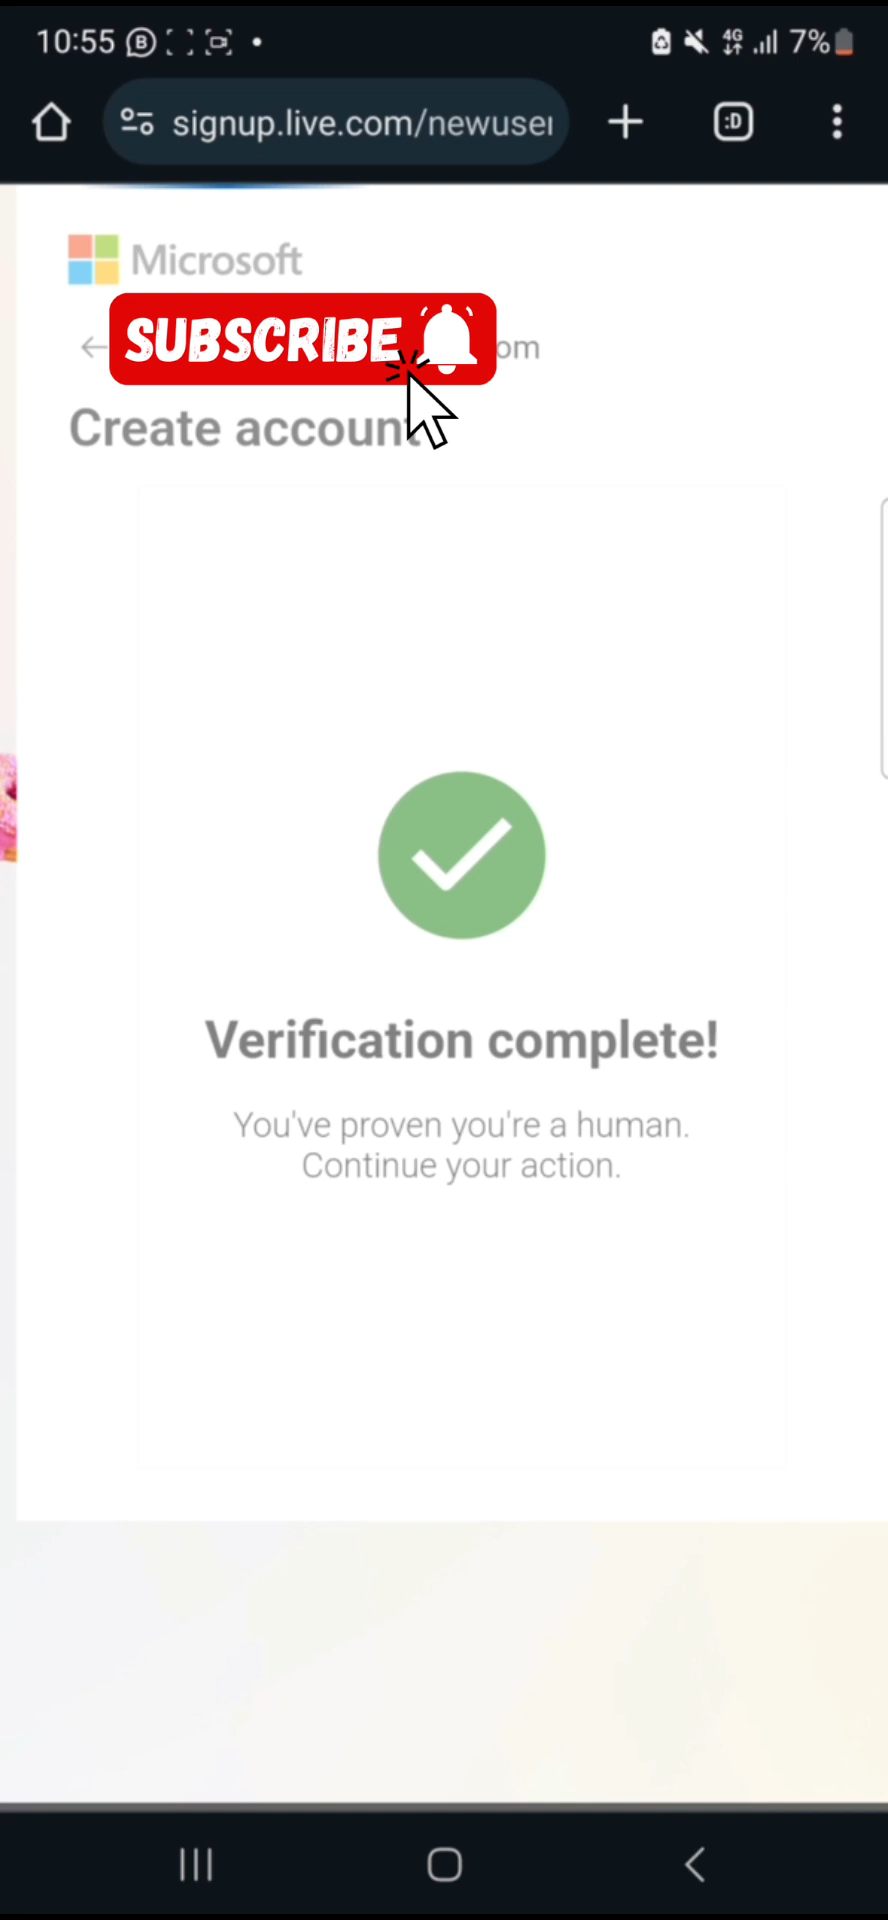 10:55
4G
7%
signup.live.com/newuser
:D
Microsoft
SUBSCRIBE
om
Create account
Verification complete!
You've proven you're a human.
Continue your action.